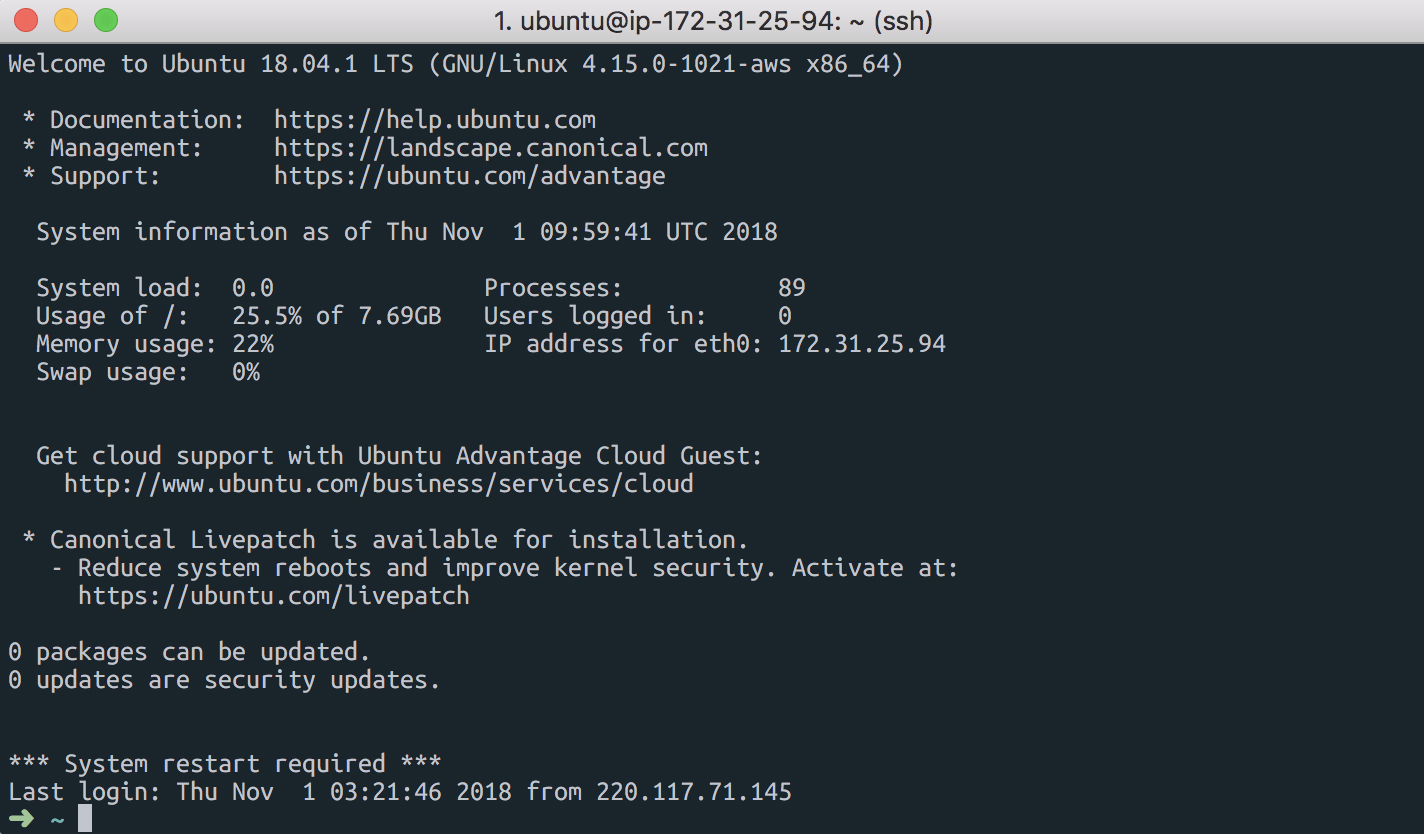 1. ubuntu@ip-172-31-25-94: ~ (ssh)
Welcome to Ubuntu 18.04.1 LTS (GNU/Linux 4.15.0-1021-aws x86_64)
* Documentation:  https://help.ubuntu.com
* Management:     https://landscape.canonical.com
* Support:        https://ubuntu.com/advantage
System information as of Thu Nov  1 09:59:41 UTC 2018
System load:  0.0               Processes:           89
Usage of /:   25.5% of 7.69GB   Users logged in:     0
Memory usage: 22%               IP address for eth0: 172.31.25.94
Swap usage:   0%
Get cloud support with Ubuntu Advantage Cloud Guest:
http://www.ubuntu.com/business/services/cloud
* Canonical Livepatch is available for installation.
- Reduce system reboots and improve kernel security. Activate at:
https://ubuntu.com/livepatch
0 packages can be updated.
0 updates are security updates.
*** System restart required ***
Last login: Thu Nov  1 03:21:46 2018 from 220.117.71.145
➜  ~